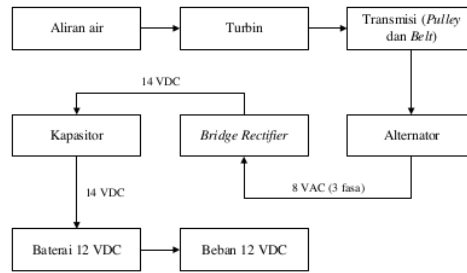 Aliran air
Turbin
Transmisi (Pulley
dan Belt)
14 VDC
Kapasitor
Bridge Rectifier
Alternator
8 VAC (3 fasa)
14 VDC
Baterai 12 VDC
Beban 12 VDC